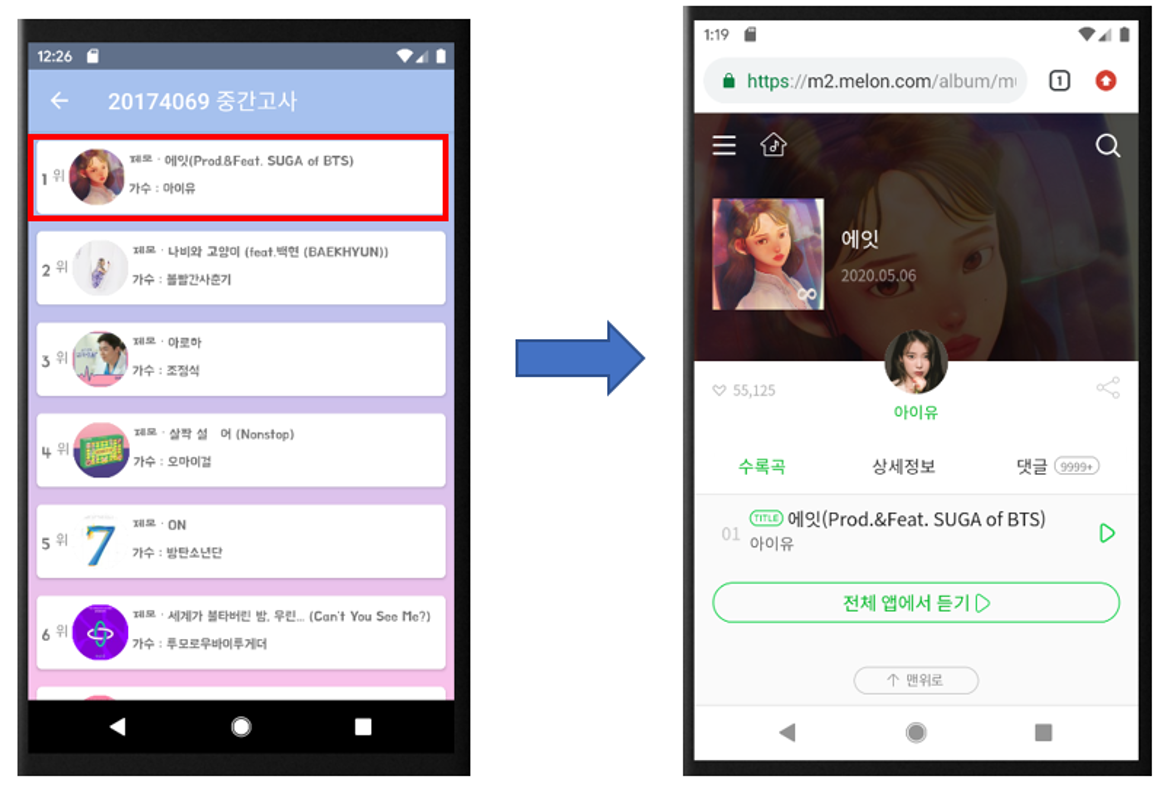 12:26
20174069 중간고사
1 위
제목 : 에잇(Prod.&Feat. SUGA of BTS)
가수 : 아이유
2 위
제목 : 나비와 고양이 (feat.백현 (BAEKHYUN))
가수 : 볼빨간사춘기
3 위
제목 : 아로하
가수 : 조정석
4 위
제목 : 살짝 설 어 (Nonstop)
가수 : 오마이걸
5 위
7
제목 : ON
가수 : 방탄소년단
6 위
제목 : 세계가 불타버린 밤, 우린... (Can't You See Me?)
가수 : 투모로우바이투게더
1:19
https://m2.melon.com/album/m
1
에잇
2020.05.06
55,125
아이유
수록곡 상세정보 댓글 9999+
01 TITLE 에잇(Prod.&Feat. SUGA of BTS)
아이유
전체 앱에서 듣기
맨위로